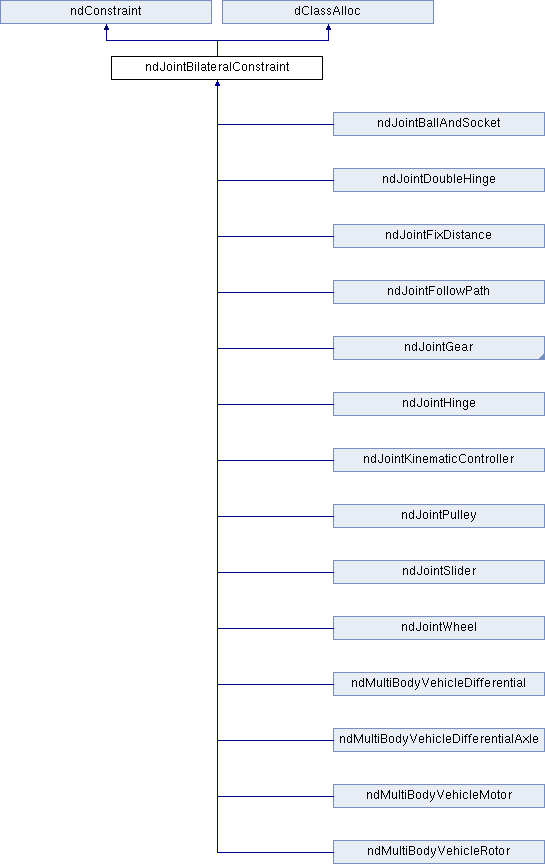 ndConstraint
dClassAlloc
ndJointBilateralConstraint
ndJointBallAndSocket
ndJointDoubleHinge
ndJointFixDistance
ndJointFollowPath
ndJointGear
ndJointHinge
ndJointKinematicController
ndJointPulley
ndJointSlider
ndJointWheel
ndMultiBodyVehicleDifferential
ndMultiBodyVehicleDifferentialAxle
ndMultiBodyVehicleMotor
ndMultiBodyVehicleRotor